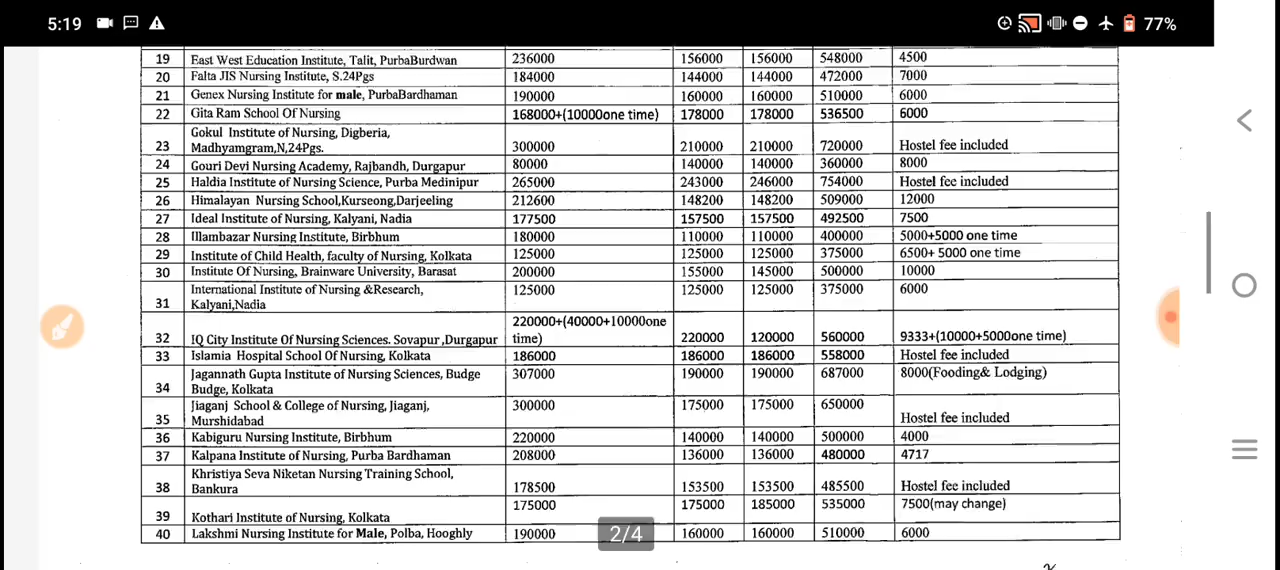 5:19 77%
19 East West Education Institute, Talit, PurbaBurdwan 236000 156000 156000 548000 4500
20 Falta JIS Nursing Institute, S.24Pgs 184000 144000 144000 472000 7000
21 Genex Nursing Institute for male, PurbaBardhaman 190000 160000 160000 510000 6000
22 Gita Ram School Of Nursing 168000+(10000one time) 178000 178000 536500 6000
Gokul Institute of Nursing, Digberia,
23 Madhyamgram,N,24Pgs. 300000 210000 210000 720000 Hostel fee included
24 Gouri Devi Nursing Academy, Rajbandh, Durgapur 80000 140000 140000 360000 8000
25 Haldia Institute of Nursing Science, Purba Medinipur 265000 243000 246000 754000 Hostel fee included
26 Himalayan Nursing School,Kurseong,Darjeeling 212600 148200 148200 509000 12000
27 Ideal Institute of Nursing, Kalyani, Nadia 177500 157500 157500 492500 7500
28 Illambazar Nursing Institute, Birbhum 180000 110000 110000 400000 5000+5000 one time
29 Institute of Child Health, faculty of Nursing, Kolkata 125000 125000 125000 375000 6500+ 5000 one time
30 Institute Of Nursing, Brainware University, Barasat 200000 155000 145000 500000 10000
International Institute of Nursing &Research, 125000 125000 125000 375000 6000
31 Kalyani,Nadia
220000+(40000+10000one
32 IQ City Institute Of Nursing Sciences. Sovapur ,Durgapur time) 220000 120000 560000 9333+(10000+5000one time)
33 Islamia Hospital School Of Nursing, Kolkata 186000 186000 186000 558000 Hostel fee included
Jagannath Gupta Institute of Nursing Sciences, Budge 307000 190000 190000 687000 8000(Fooding& Lodging)
34 Budge, Kolkata
Jiaganj School & College of Nursing, Jiaganj, 300000 175000 175000 650000
35 Murshidabad Hostel fee included
36 Kabiguru Nursing Institute, Birbhum 220000 140000 140000 500000 4000
37 Kalpana Institute of Nursing, Purba Bardhaman 208000 136000 136000 480000 4717
Khristiya Seva Niketan Nursing Training School,
38 Bankura 178500 153500 153500 485500 Hostel fee included
175000 175000 185000 535000 7500(may change)
39 Kothari Institute of Nursing, Kolkata
40 Lakshmi Nursing Institute for Male, Polba, Hooghly 190000 160000 160000 510000 6000
2/4